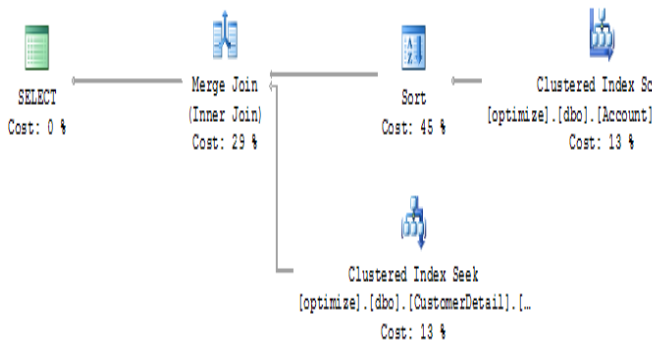 SELECT
Cost: 0 %
Merge Join
(Inner Join)
Cost: 29 %
Sort
Cost: 45 %
Clustered Index Sc
[optimize].[dbo].[Account]
Cost: 13 %
Clustered Index Seek
[optimize].[dbo].[CustomerDetail].[…
Cost: 13 %